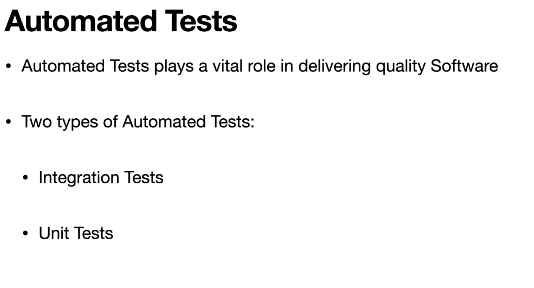 Automated Tests
• Automated Tests plays a vital role in delivering quality Software
• Two types of Automated Tests:
• Integration Tests
• Unit Tests